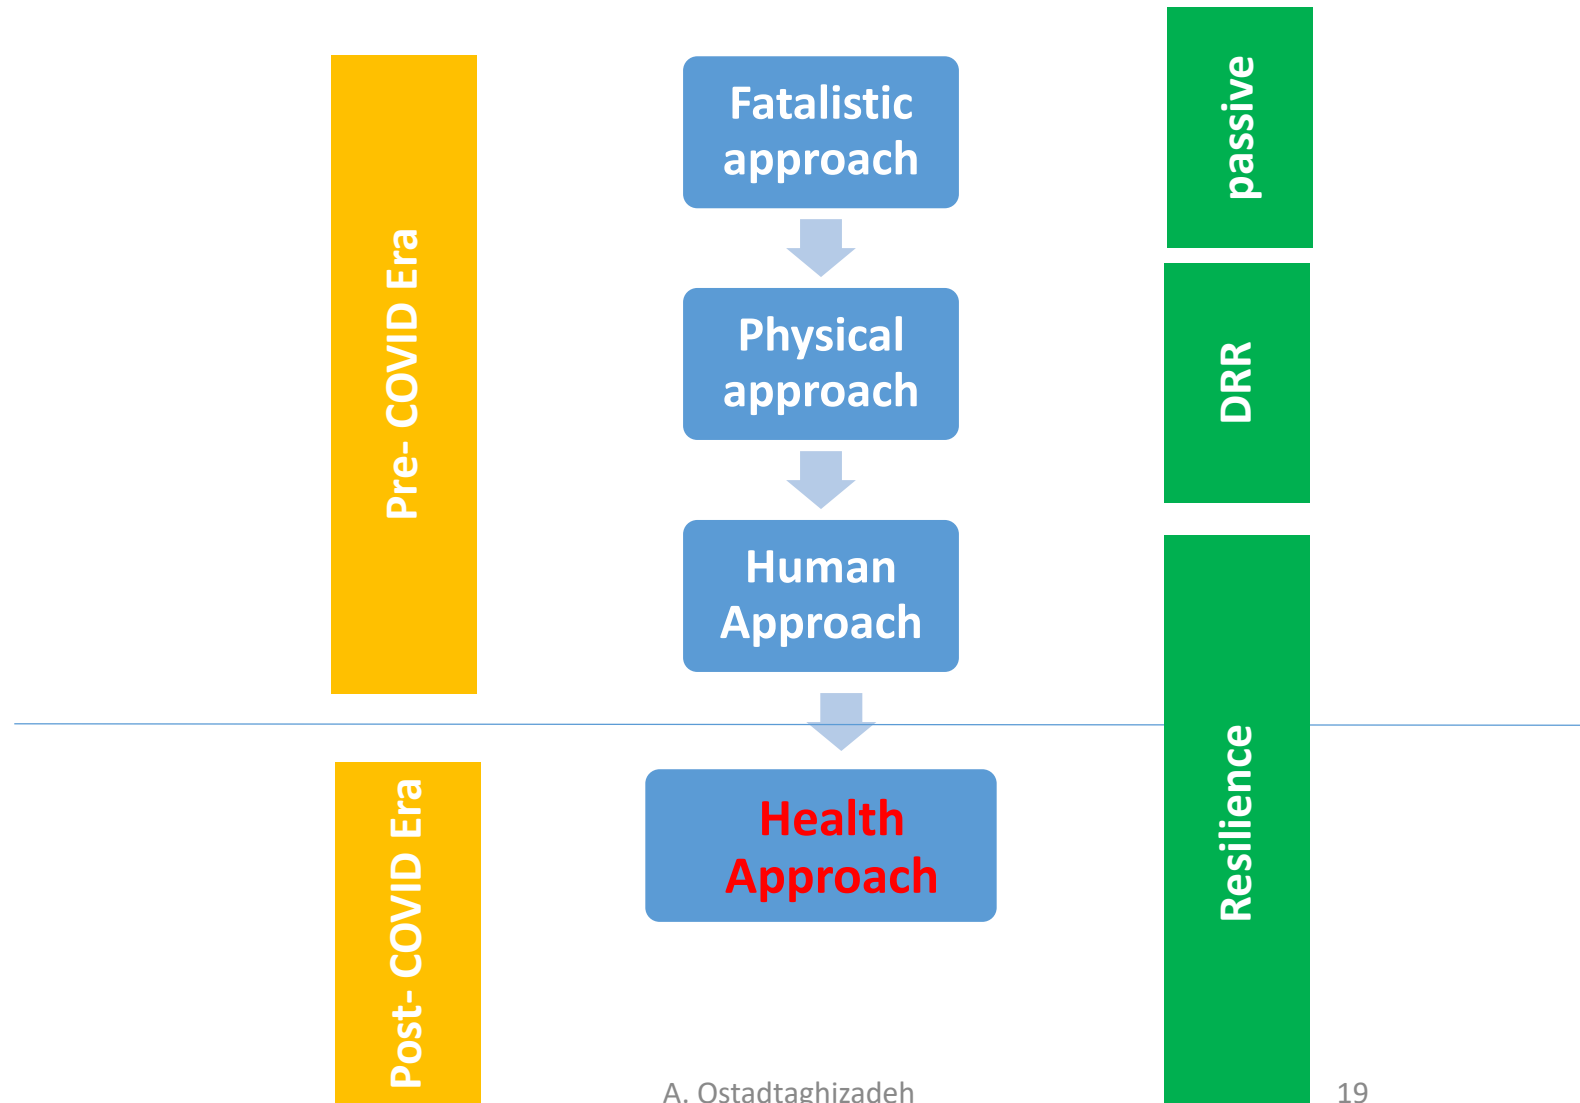 Pre- COVID Era
Post- COVID Era
Fatalistic
approach
Physical
approach
Human
Approach
Health
Approach
passive
DRR
Resilience
A. Ostadtaghizadeh
19